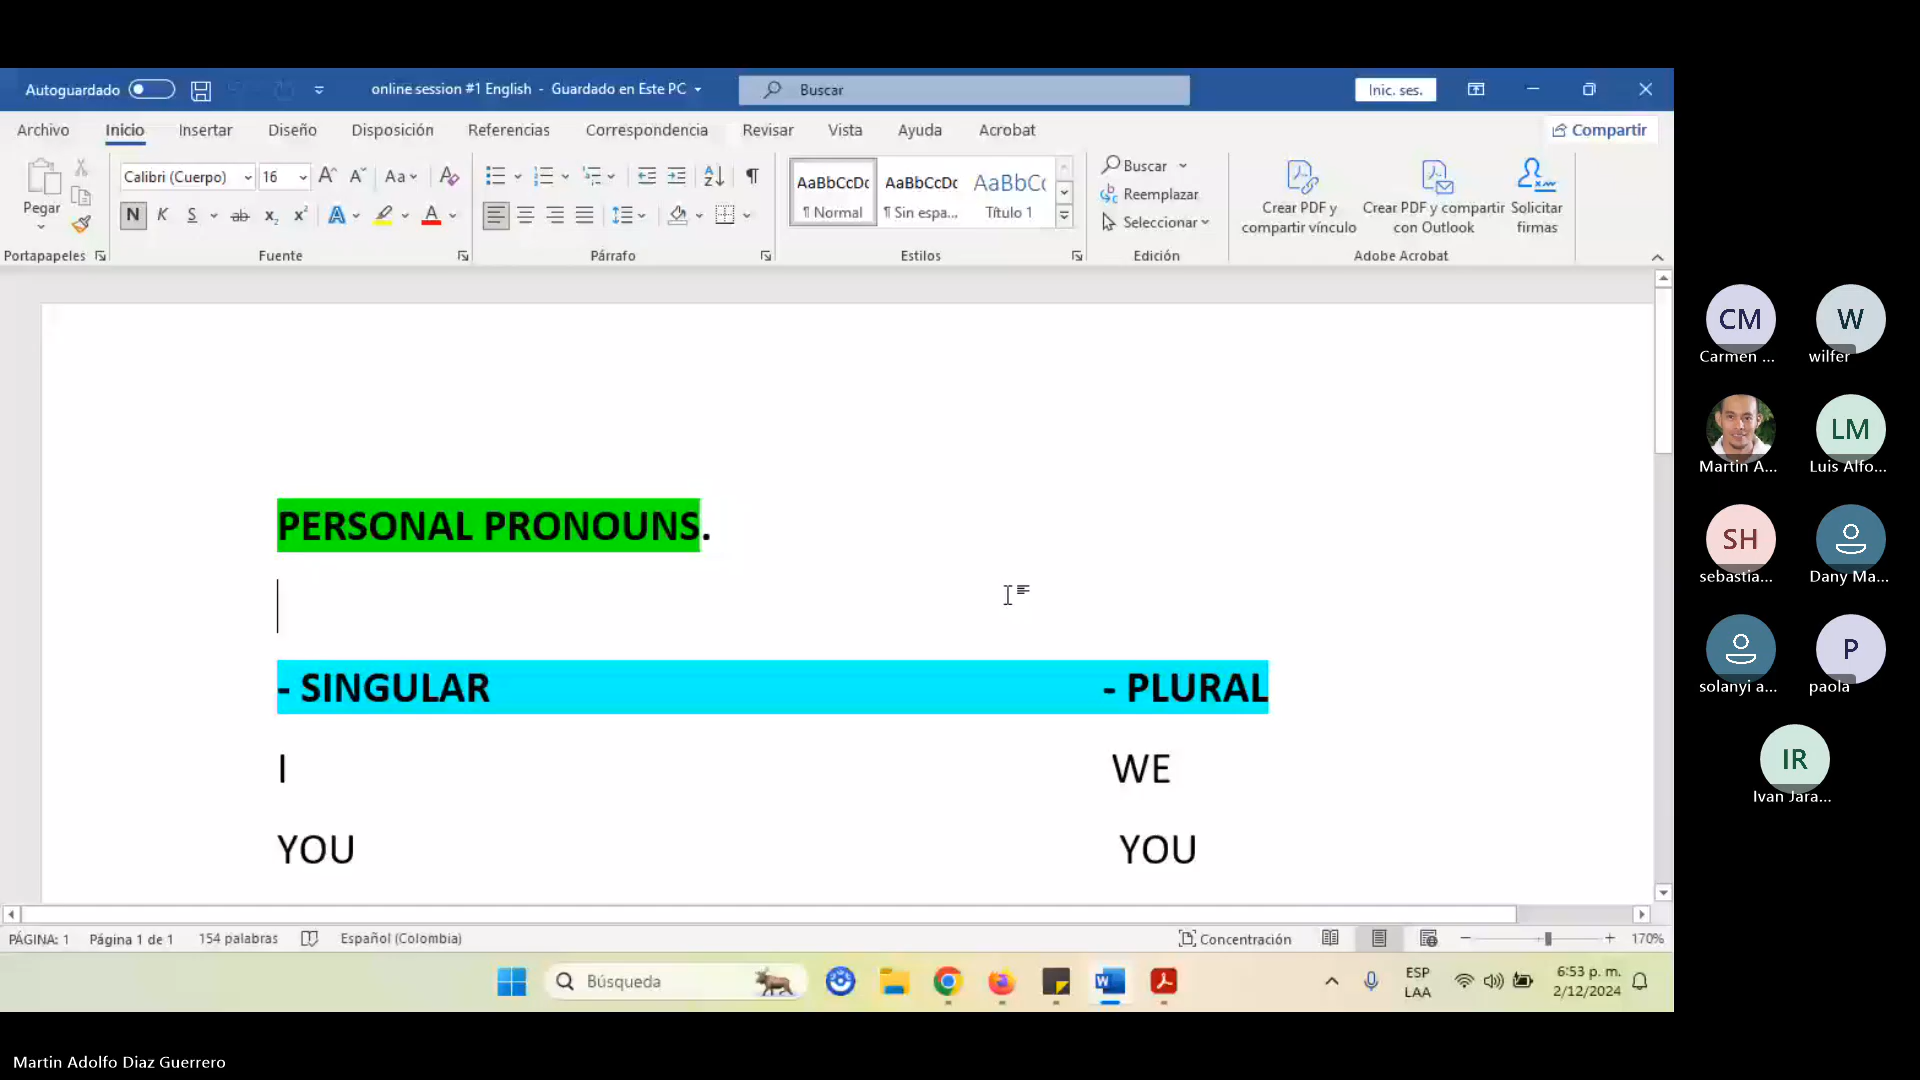 Autoguardado online session #1 English - Guardado en Este PC Buscar Inic. ses.
Archivo Inicio Insertar Diseño Disposición Referencias Correspondencia Revisar Vista Ayuda Acrobat Compartir
Pegar
Portapapeles
Calibri (Cuerpo) 16 A A Aa A
N K S ab x₂ x² A A
Fuente
Párrafo
AaBbCcDc AaBbCcDc AaBbC
¶ Normal ¶ Sin espa... Título 1
Estilos
Buscar
Reemplazar
Seleccionar
Edición
Crear PDF y compartir vínculo
Crear PDF y compartir con Outlook
Solicitar firmas
Adobe Acrobat
PERSONAL PRONOUNS.
- SINGULAR - PLURAL
I WE
YOU YOU
PÁGINA: 1 Página 1 de 1 154 palabras Español (Colombia) Concentración 170%
Búsqueda
ESP
LAA
6:53 p. m.
2/12/2024
CM
Carmen ...
W
wilfer
Martin A...
LM
Luis Alfo...
SH
sebastia...
Dany Ma...
solanyi a...
P
paola
IR
Ivan Jara...
Martin Adolfo Diaz Guerrero